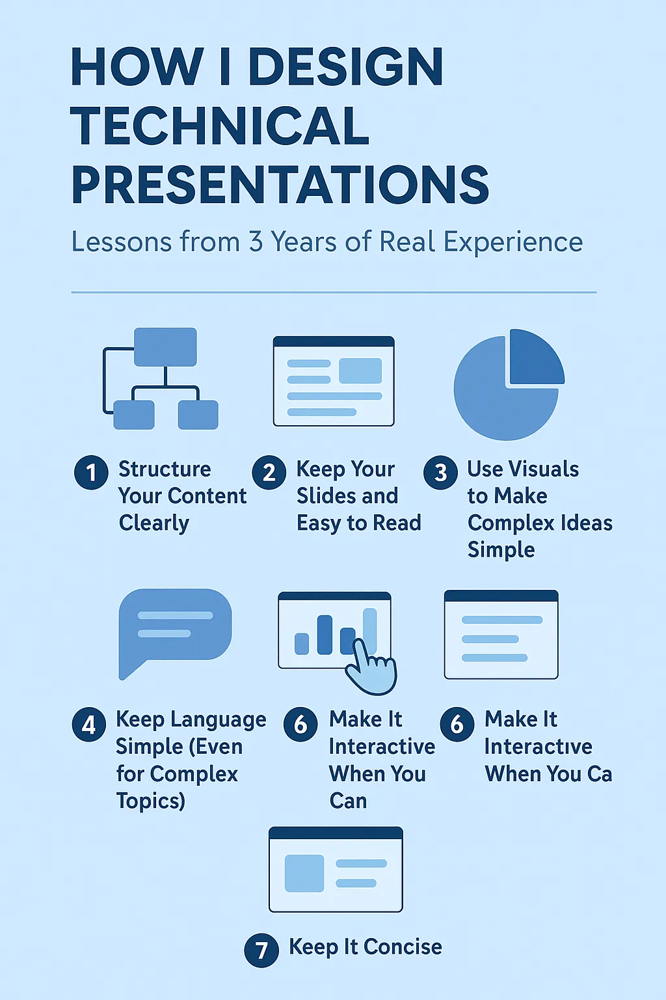 HOW I DESIGN
TECHNICAL
PRESENTATIONS
Lessons from 3 Years of Real Experience
1 Structure
Your Content
Clearly
2 Keep Your
Slides and
Easy to Read
3 Use Visuals
to Make
Complex Ideas
Simple
4 Keep Language
Simple (Even
for Complex
Topics)
6 Make It
Interactive
When You
Can
6 Make It
Interactıve
When You Ca
7 Keep It Concise